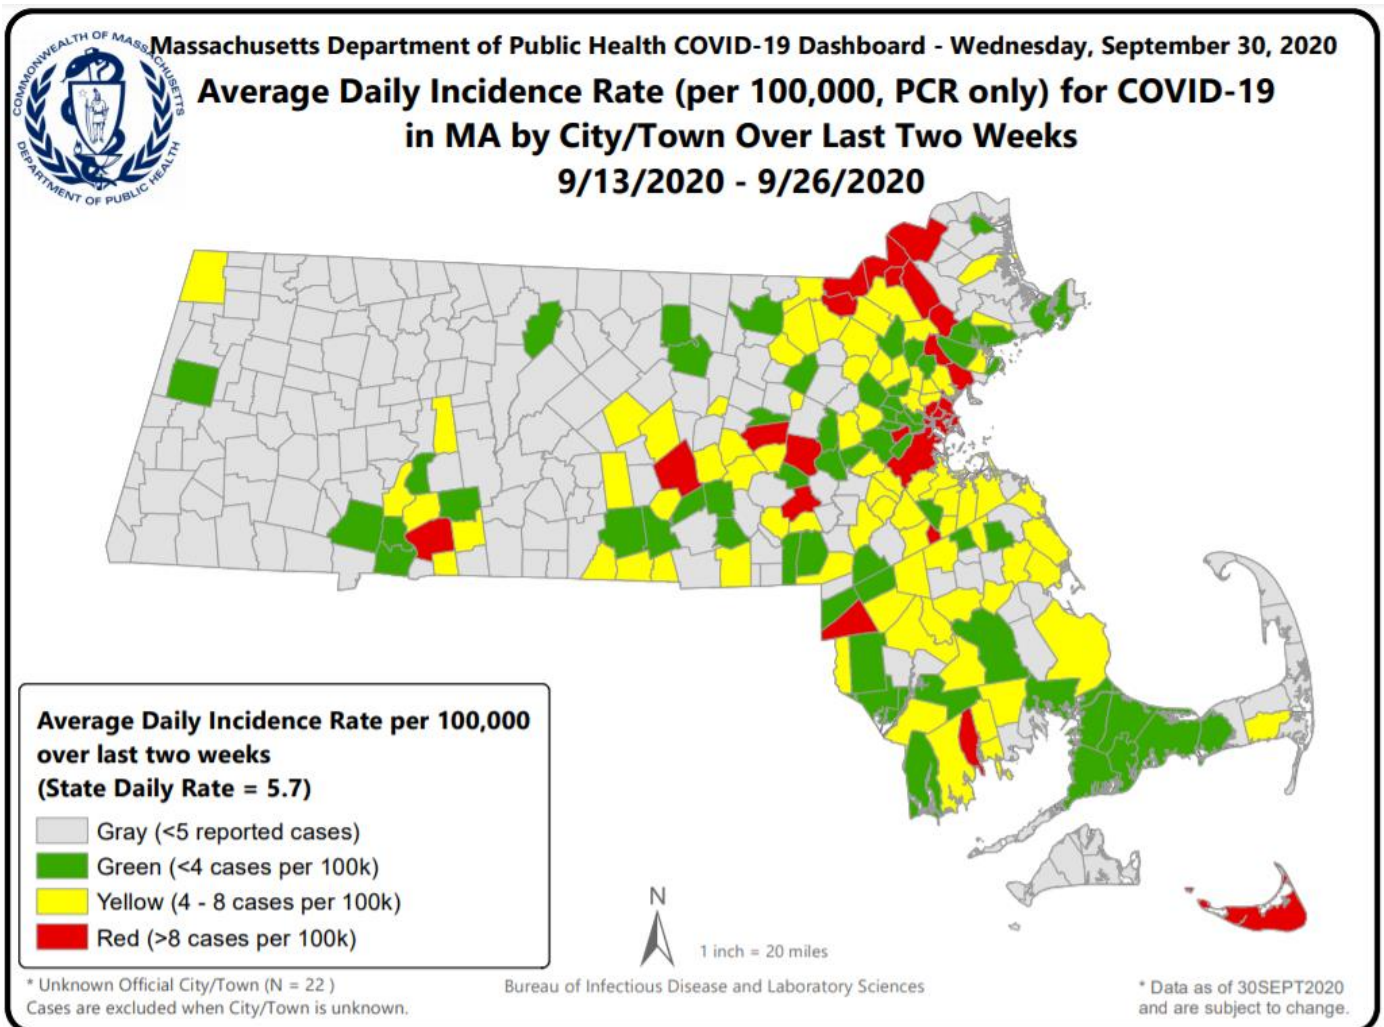 COMMONWEALTH OF MASSACHUSETTS
DEPARTMENT OF PUBLIC HEALTH
Massachusetts Department of Public Health COVID-19 Dashboard - Wednesday, September 30, 2020
Average Daily Incidence Rate (per 100,000, PCR only) for COVID-19
in MA by City/Town Over Last Two Weeks
9/13/2020 - 9/26/2020
Average Daily Incidence Rate per 100,000
over last two weeks
(State Daily Rate = 5.7)
Gray (<5 reported cases)
Green (<4 cases per 100k)
Yellow (4 - 8 cases per 100k)
Red (>8 cases per 100k)
N
1 inch = 20 miles
* Unknown Official City/Town (N = 22 )
Cases are excluded when City/Town is unknown.
Bureau of Infectious Disease and Laboratory Sciences
* Data as of 30SEPT2020
and are subject to change.